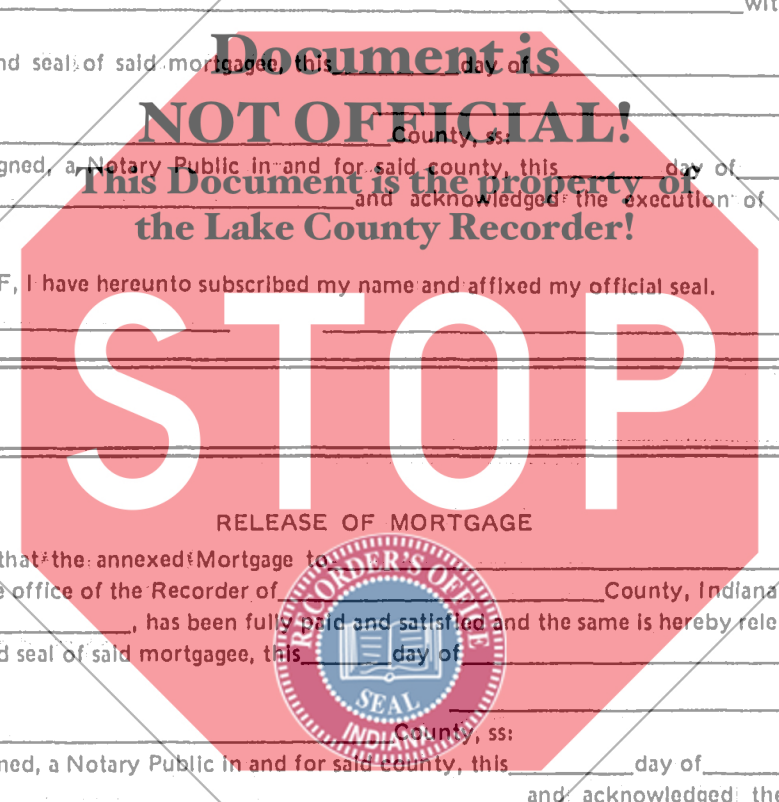 wit
Document is
nd seal of said mortgagee, this day of
NOT OFFICIAL!
County, ss:
gned, a Notary Public in and for said county, this day of
This Document is the property of
and acknowledged the execution of
the Lake County Recorder!
F, I have hereunto subscribed my name and affixed my official seal.
STOP
RELEASE OF MORTGAGE
that the annexed Mortgage to
e office of the Recorder of County, Indiana
, has been fully paid and satisfied and the same is hereby rele
d seal of said mortgagee, this day of
RECORDER'S OFFICE
SEAL
INDIANA
County, ss:
ned, a Notary Public in and for said county, this day of
and acknowledged the